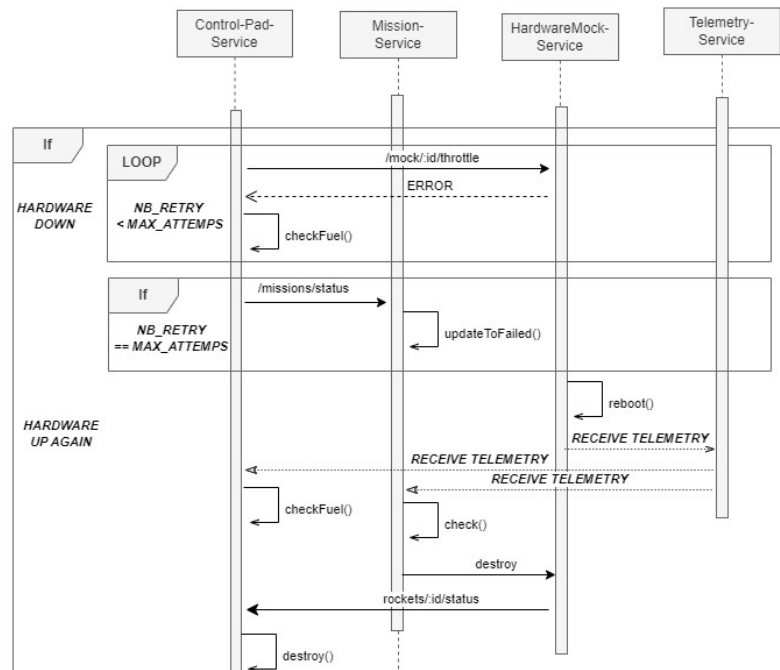 Control-Pad-
Service
Mission-
Service
HardwareMock-
Service
Telemetry-
Service
If
LOOP
/mock/:id/throttle
ERROR
HARDWARE
DOWN
NB_RETRY
< MAX_ATTEMPS
checkFuel()
If
/missions/status
NB_RETRY
== MAX_ATTEMPS
updateToFailed()
reboot()
HARDWARE
UP AGAIN
RECEIVE TELEMETRY
RECEIVE TELEMETRY
RECEIVE TELEMETRY
checkFuel()
check()
destroy
rockets/:id/status
destroy()